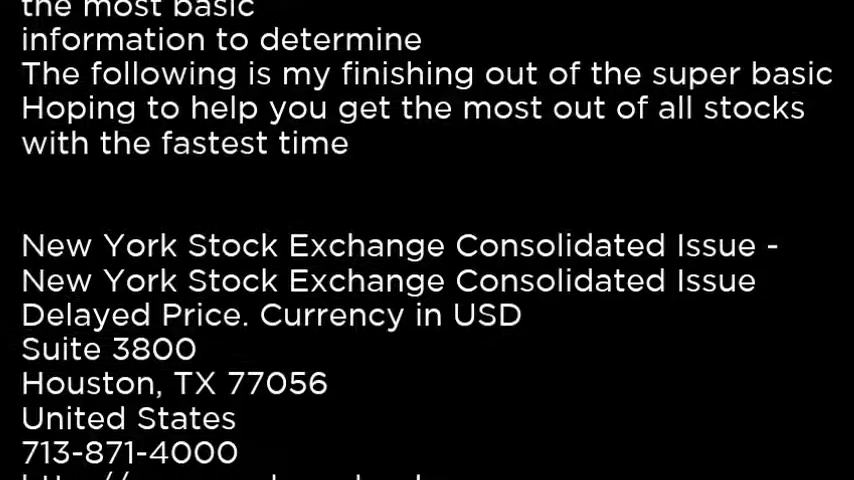 the most basic
information to determine
The following is my finishing out of the super basic
Hoping to help you get the most out of all stocks
with the fastest time
New York Stock Exchange Consolidated Issue -
New York Stock Exchange Consolidated Issue
Delayed Price. Currency in USD
Suite 3800
Houston, TX 77056
United States
713-871-4000